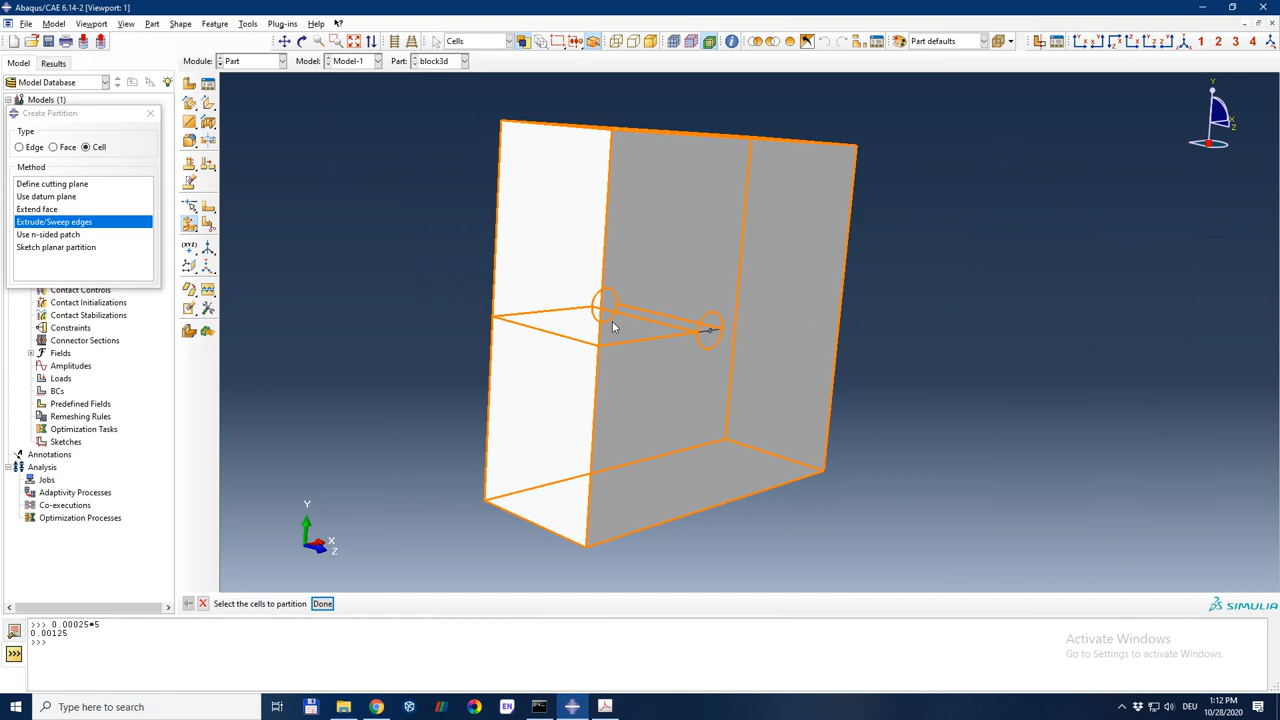 Abaqus/CAE 6.14-2 [Viewport: 1]
File Model Viewport View Part Shape Feature Tools Plug-ins Help
Cells Part defaults 1 2 3 4
Model Results Module: Part Model: Model-1 Part: block3d
Model Database
Models (1)
Create Partition
Type
Edge Face Cell
Method
Define cutting plane
Use datum plane
Extend face
Extrude/Sweep edges
Use n-sided patch
Sketch planar partition
Contact Controls
Contact Initializations
Contact Stabilizations
Constraints
Connector Sections
Fields
Amplitudes
Loads
BCs
Predefined Fields
Remeshing Rules
Optimization Tasks
Sketches
Annotations
Analysis
Jobs
Adaptivity Processes
Co-executions
Optimization Processes
(XYZ)
Y
X
Z
Y
X
Z
Select the cells to partition Done
SIMULIA
>>> 0.00025*5
0.00125
>>>
Activate Windows
Go to Settings to activate Windows.
Type here to search
EN
DEU
1:12 PM
10/28/2020